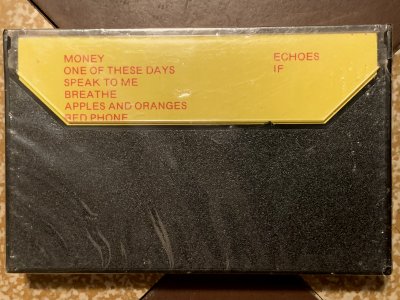 MONEY
ONE OF THESE DAYS
SPEAK TO ME
BREATHE
APPLES AND ORANGES
RED PHONE
ECHOES
IF